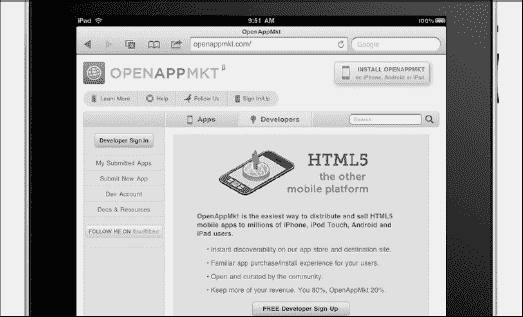 iPad
9:51 AM
100%
OpenAppMkt
openappmkt.com/
Google
OPENAPPMKT β
INSTALL OPENAPPMKT
on iPhone, Android or iPad
Learn More
Help
Follow Us
Sign In/Up
Apps
Developers
Search
Developer Sign In
My Submitted Apps
Submit New App
Dev Account
Docs & Resources
FOLLOW ME ON twitter
HTML5
the other
mobile platform
OpenAppMkt is the easiest way to distribute and sell HTML5
mobile apps to millions of iPhone, iPod Touch, Android and
iPad users.
• Instant discoverability on our app store and destination site.
• Familiar app purchase/install experience for your users.
• Open and curated by the community.
• Keep more of your revenue. You 80%, OpenAppMkt 20%.
FREE Developer Sign Up